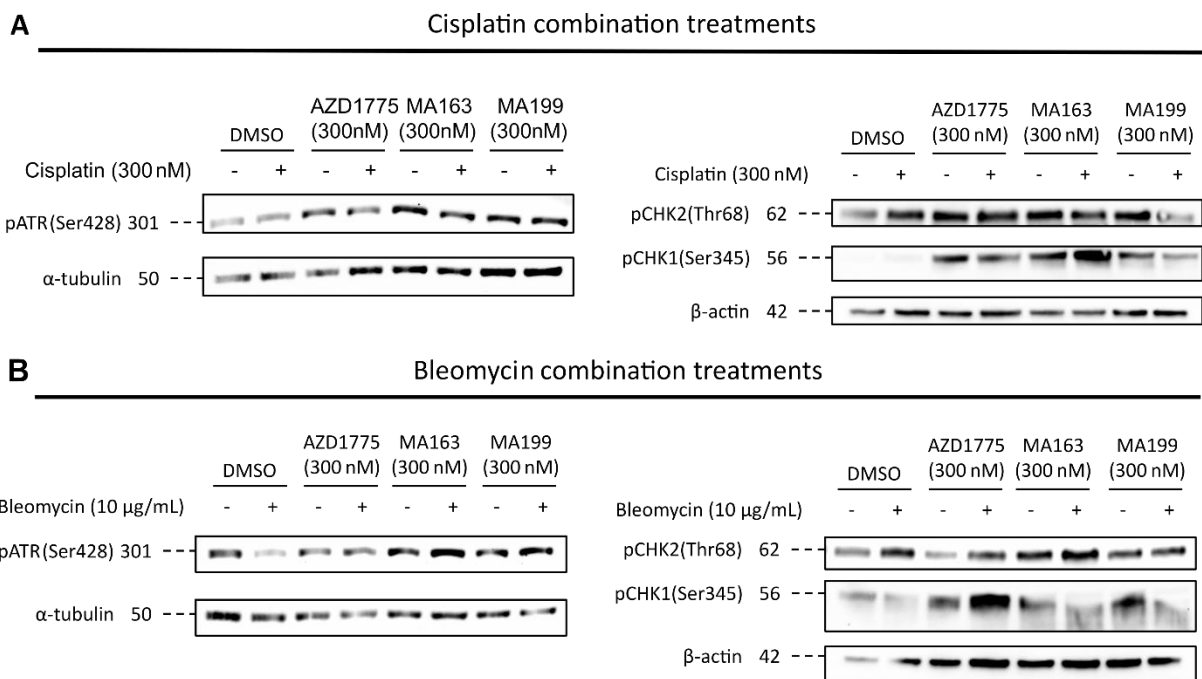 A
Cisplatin combination treatments
DMSO AZD1775 (300nM) MA163 (300nM) MA199 (300nM)
Cisplatin (300 nM) - + - + - + - +
pATR(Ser428) 301
α-tubulin 50
DMSO AZD1775 (300 nM) MA163 (300 nM) MA199 (300 nM)
Cisplatin (300 nM) - + - + - + - +
pCHK2(Thr68) 62
pCHK1(Ser345) 56
β-actin 42
B
Bleomycin combination treatments
DMSO AZD1775 (300 nM) MA163 (300 nM) MA199 (300 nM)
Bleomycin (10 μg/mL) - + - + - + - +
pATR(Ser428) 301
α-tubulin 50
DMSO AZD1775 (300 nM) MA163 (300 nM) MA199 (300 nM)
Bleomycin (10 μg/mL) - + - + - + - +
pCHK2(Thr68) 62
pCHK1(Ser345) 56
β-actin 42